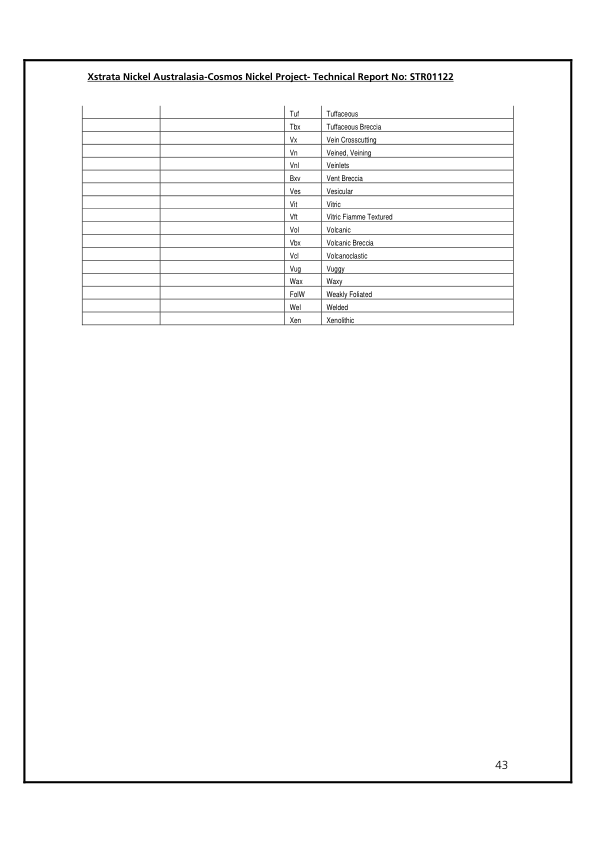 Xstrata Nickel Australasia-Cosmos Nickel Project- Technical Report No: STR01122
Tuf Tuffaceous
Tbx Tuffaceous Breccia
Vx Vein Crosscutting
Vn Veined, Veining
Vnl Veinlets
Bxv Vent Breccia
Ves Vesicular
Vit Vitric
Vft Vitric Fiamme Textured
Vol Volcanic
Vbx Volcanic Breccia
Vcl Volcanoclastic
Vug Vuggy
Wax Waxy
FolW Weakly Foliated
Wel Welded
Xen Xenolithic
43